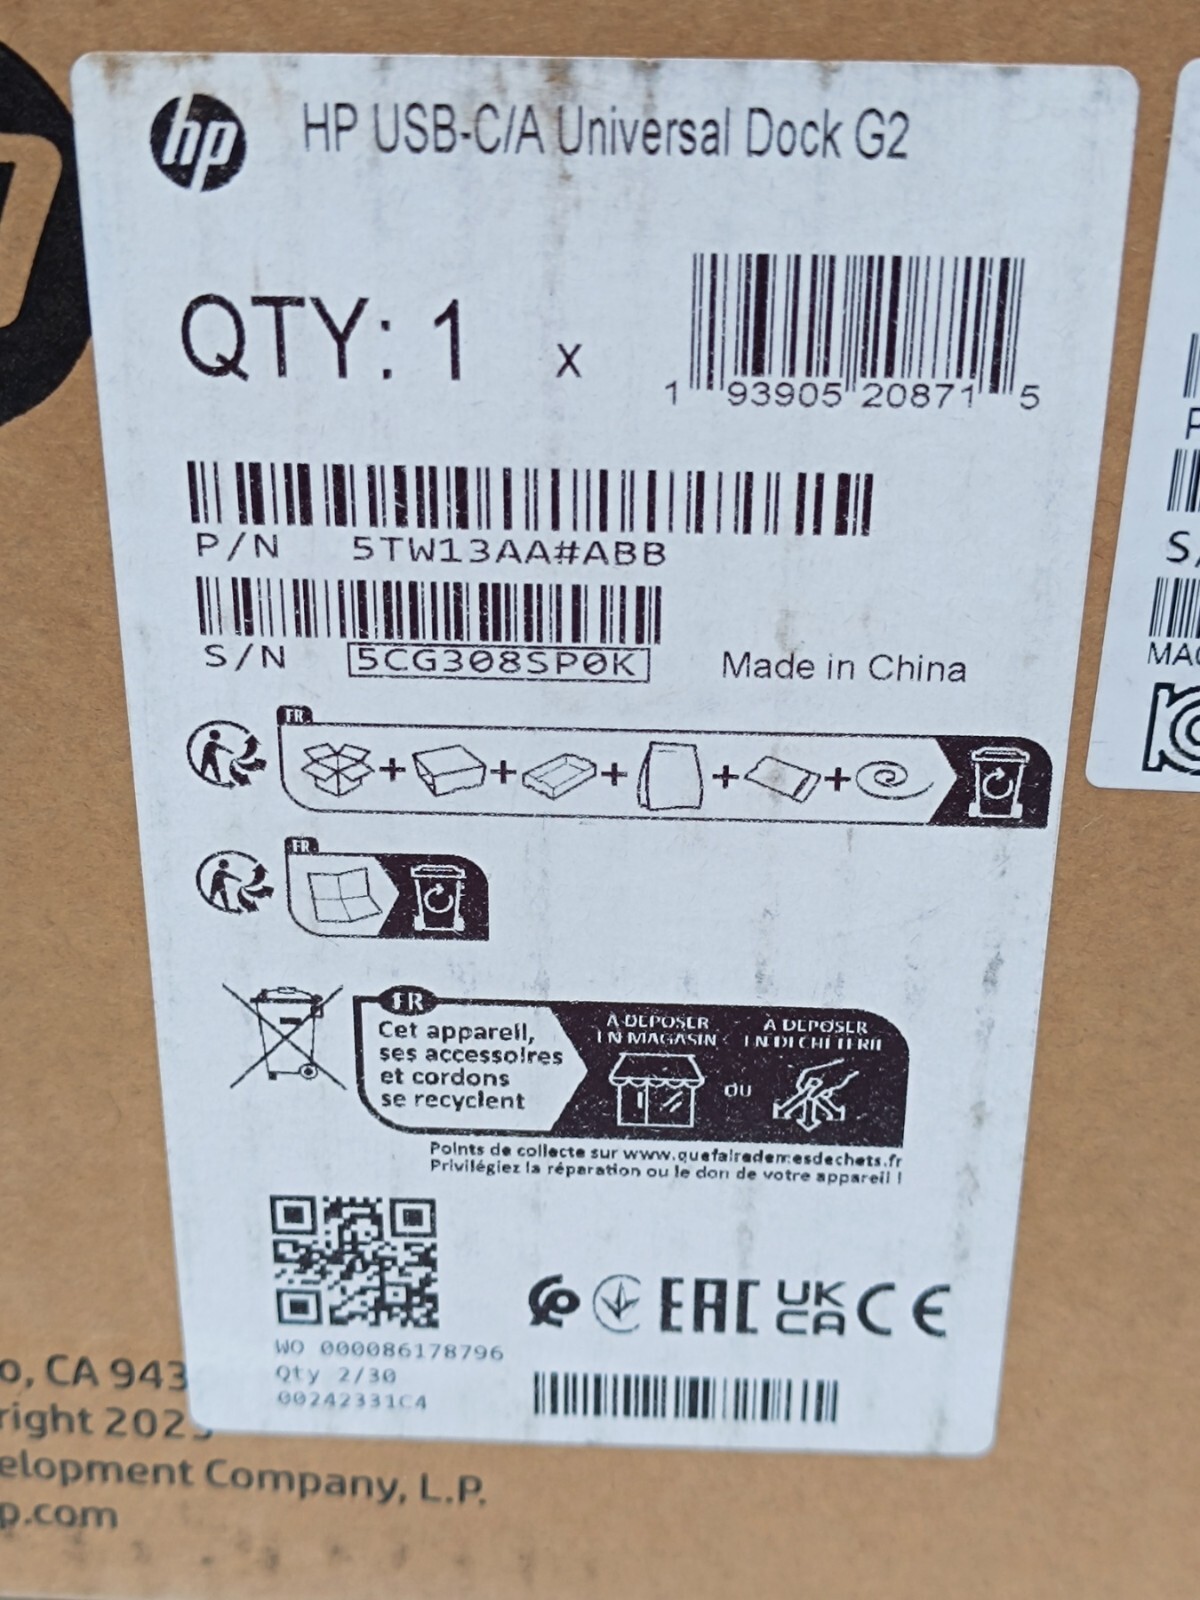 hp
HP USB-C/A Universal Dock G2
QTY: 1 x
1 93905 20871 5
P/N 5TW13AA#ABB
S/N 5CG308SP0K
Made in China
FR
FR
FR
Cet appareil,
ses accessoires
et cordons
se recyclent
À DÉPOSER
EN MAGASIN
OU
À DÉPOSER
EN DÉCHÈTERIE
Points de collecte sur www.quefairedemesdechets.fr
Privilégiez la réparation ou le don de votre appareil !
EAC
UK
CA
CE
WO 000086178796
Qty 2/30
00242331C4
o, CA 943
right 202
elopment Company, L.P.
p.com
S/
MAC